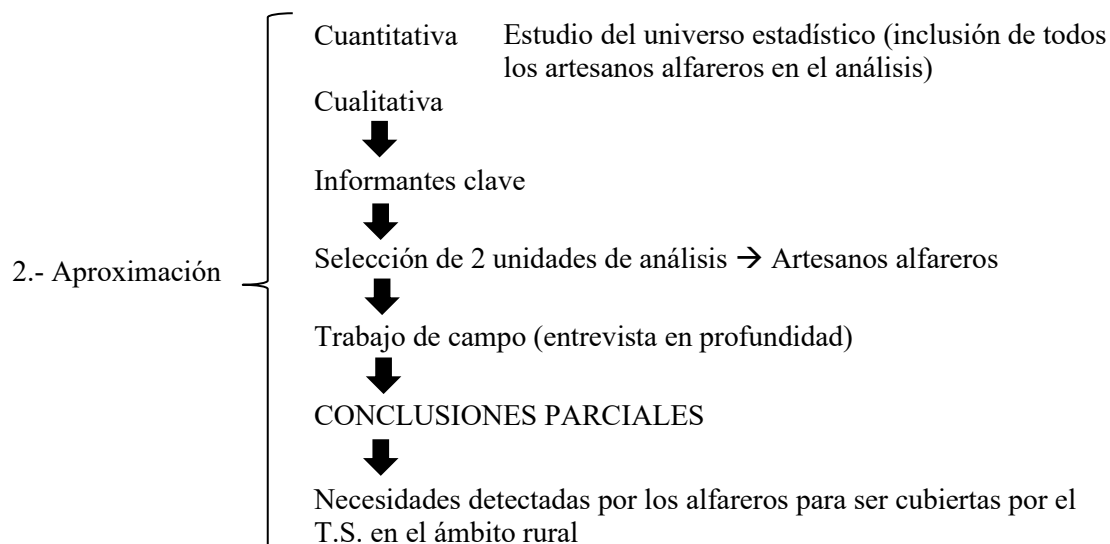 Cuantitativa Estudio del universo estadístico (inclusión de todos
los artesanos alfareros en el análisis)
Cualitativa
Informantes clave
2.- Aproximación
Selección de 2 unidades de análisis → Artesanos alfareros
Trabajo de campo (entrevista en profundidad)
CONCLUSIONES PARCIALES
Necesidades detectadas por los alfareros para ser cubiertas por el
T.S. en el ámbito rural